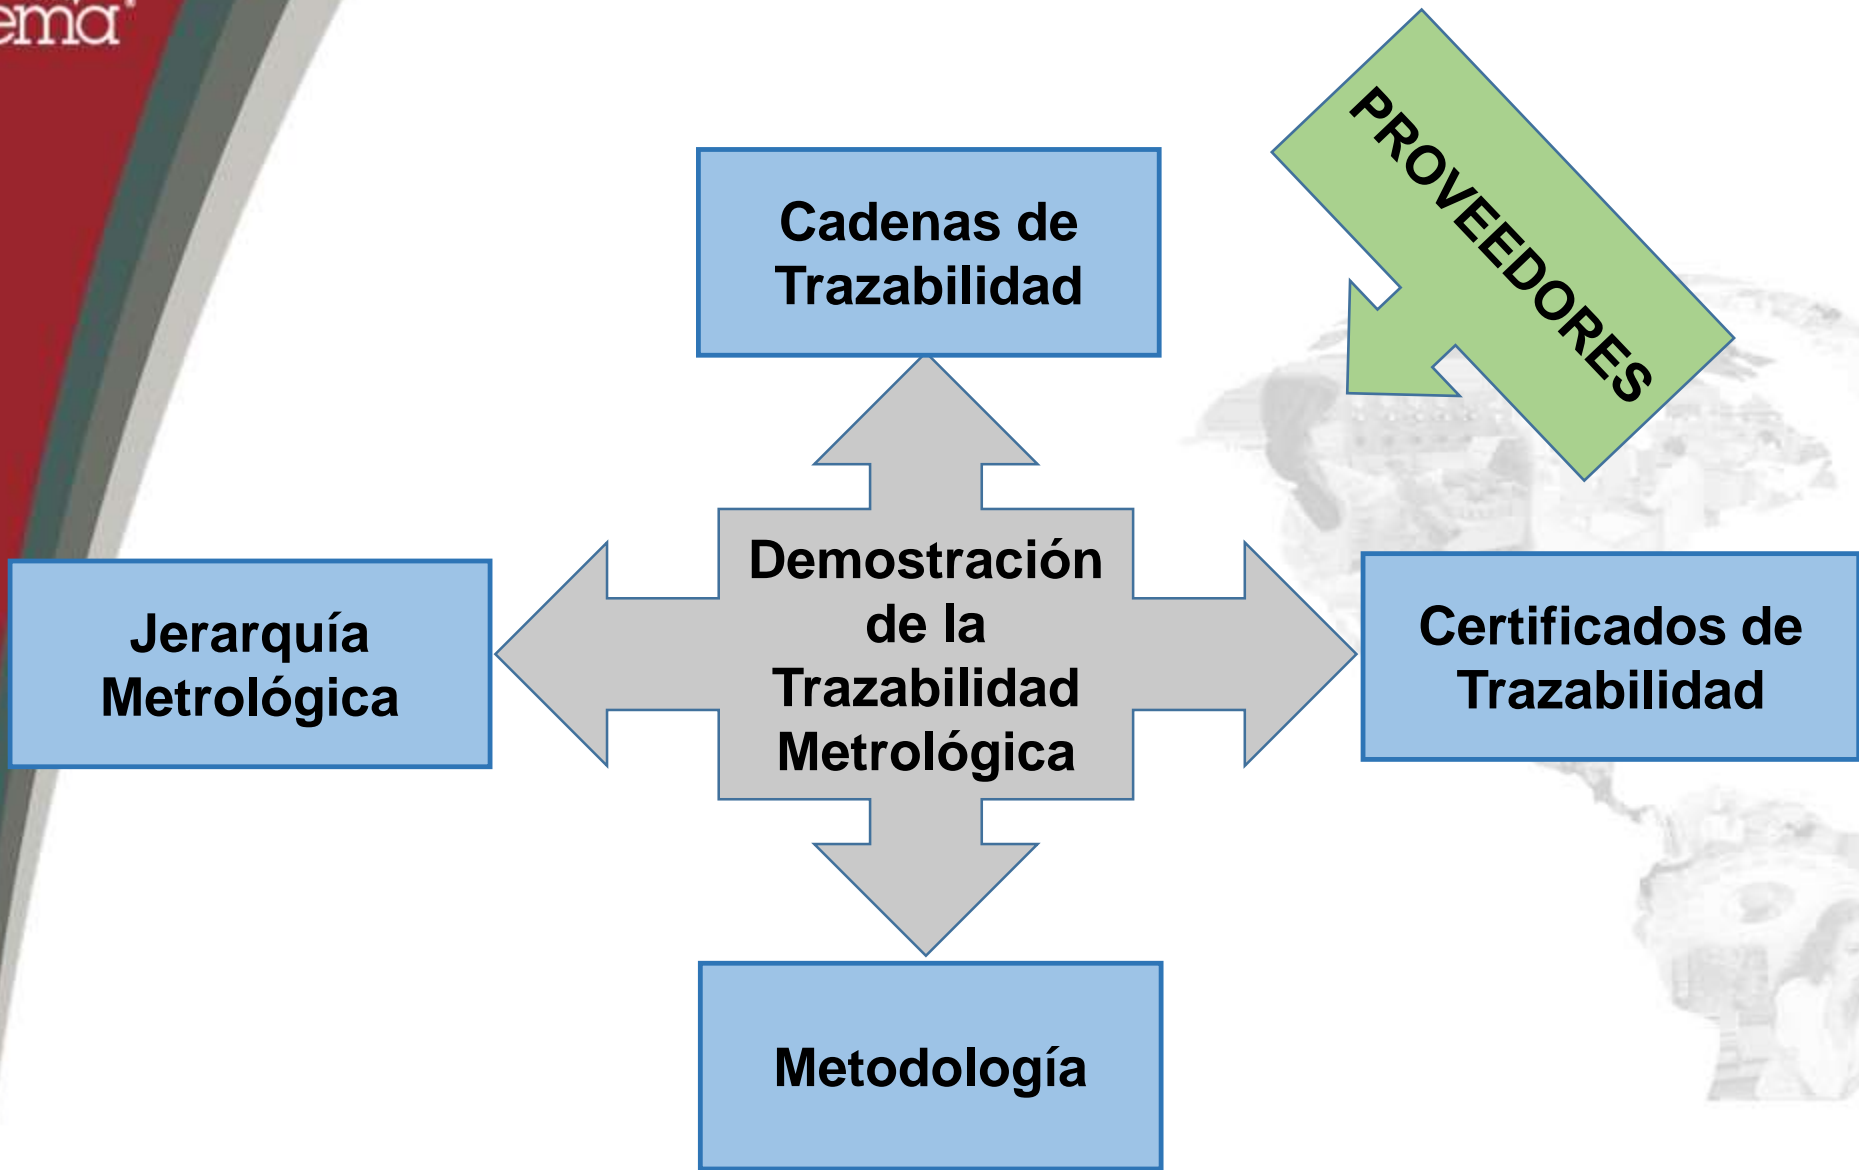 ema
PROVEEDORES
Cadenas de
Trazabilidad
Demostración
de la
Trazabilidad
Metrológica
Jerarquía
Metrológica
Certificados de
Trazabilidad
Metodología